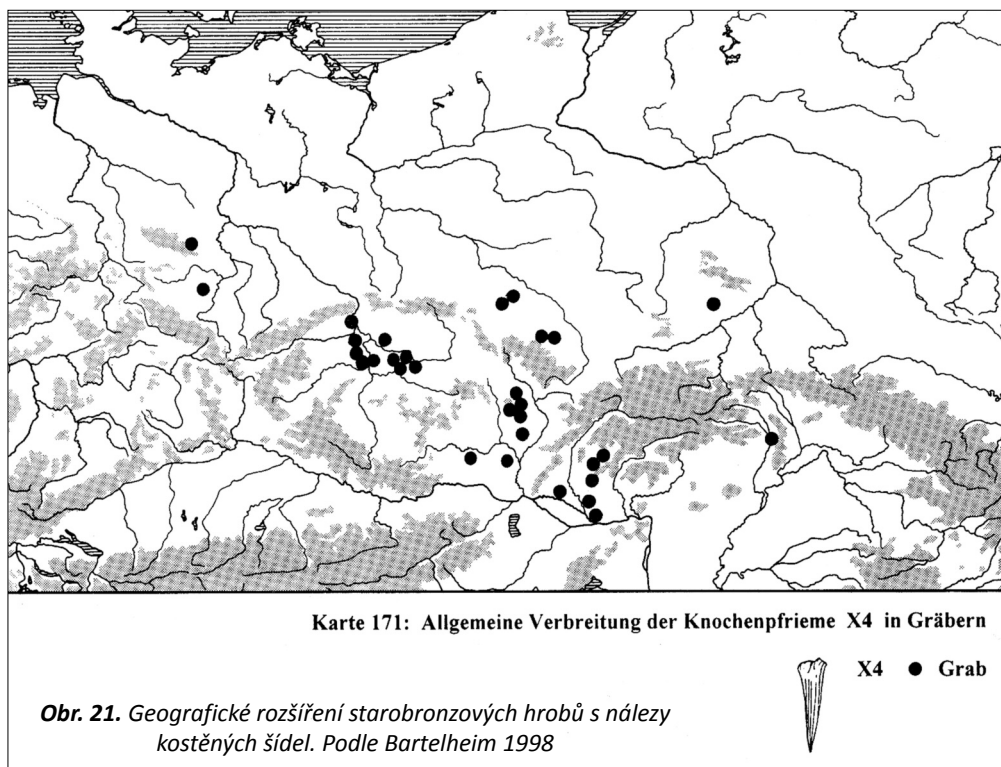 Karte 171: Allgemeine Verbreitung der Knochenpfrieme X4 in Gräbern
X4 ● Grab
Obr. 21. Geografické rozšíření starobronzových hrobů s nálezy
kostěných šídel. Podle Bartelheim 1998